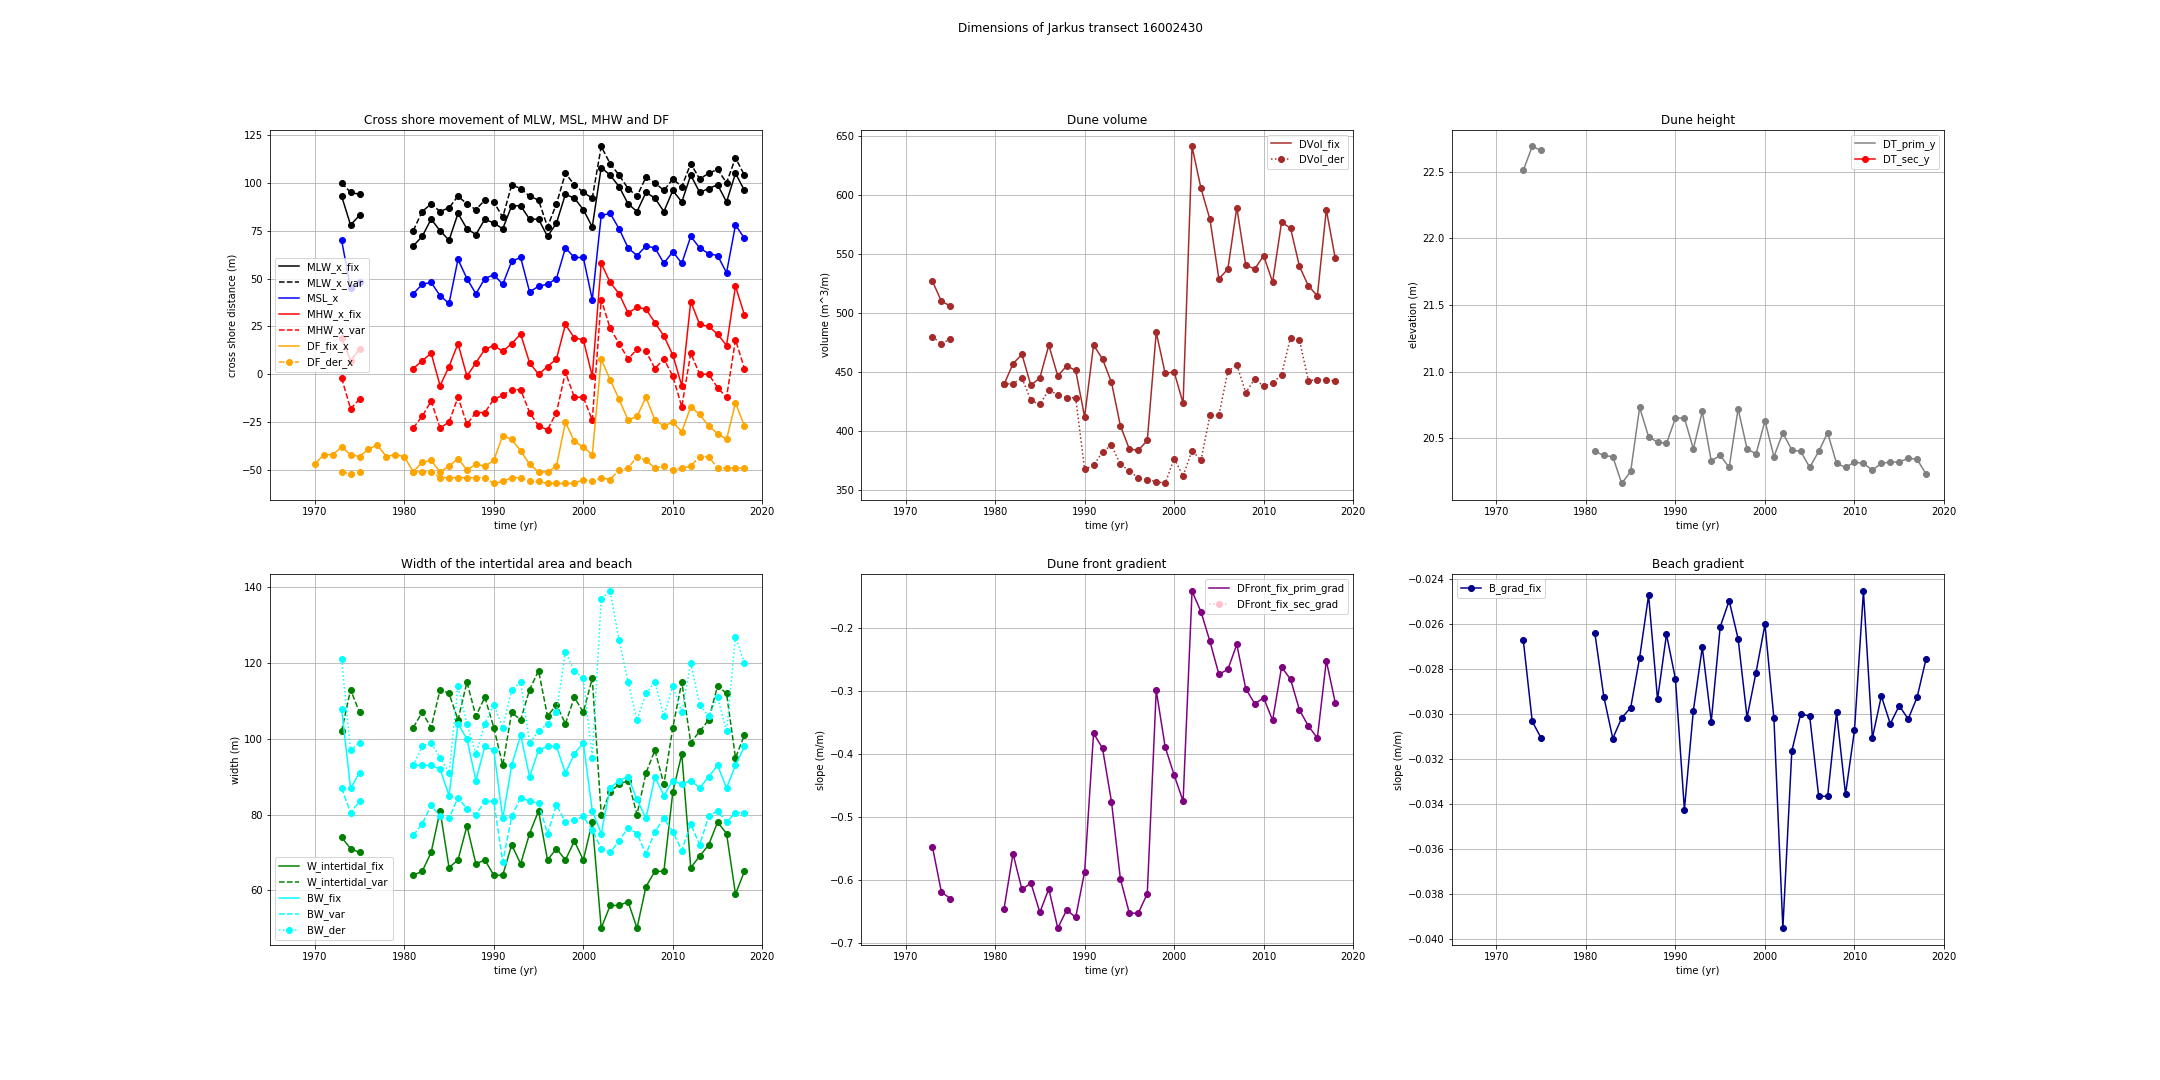 Dimensions of Jarkus transect 16002430
Cross shore movement of MLW, MSL, MHW and DF
cross shore distance (m)
125
100
75
50
25
0
−25
−50
MLW_x_fix
MLW_x_var
MSL_x
MHW_x_fix
MHW_x_var
DF_fix_x
DF_der_x
1970 1980 1990 2000 2010 2020
time (yr)
Dune volume
volume (m^3/m)
650
600
550
500
450
400
350
DVol_fix
DVol_der
1970 1980 1990 2000 2010 2020
time (yr)
Dune height
elevation (m)
22.5
22.0
21.5
21.0
20.5
DT_prim_y
DT_sec_y
1970 1980 1990 2000 2010 2020
time (yr)
Width of the intertidal area and beach
width (m)
140
120
100
80
60
W_intertidal_fix
W_intertidal_var
BW_fix
BW_var
BW_der
1970 1980 1990 2000 2010 2020
time (yr)
Dune front gradient
slope (m/m)
−0.2
−0.3
−0.4
−0.5
−0.6
−0.7
DFront_fix_prim_grad
DFront_fix_sec_grad
1970 1980 1990 2000 2010 2020
time (yr)
Beach gradient
slope (m/m)
−0.024
−0.026
−0.028
−0.030
−0.032
−0.034
−0.036
−0.038
−0.040
B_grad_fix
1970 1980 1990 2000 2010 2020
time (yr)